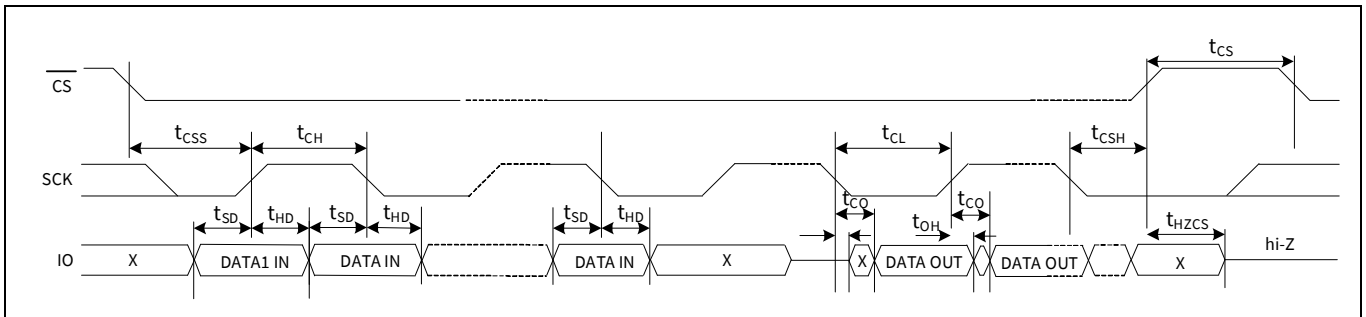 tCS
CS
tCSS tCH tCL tCSH
SCK
tSD tHD tSD tHD tSD tHD tCO tOH tCO tHZCS
IO X DATA1 IN DATA IN DATA IN X X DATA OUT DATA OUT X hi-Z